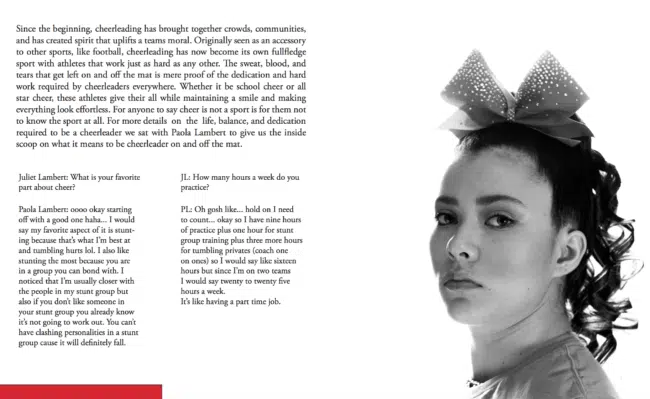 Since the beginning, cheerleading has brought together crowds, communities,
and has created spirit that uplifts a teams moral. Originally seen as an accessory
to other sports, like football, cheerleading has now become its own fullfledge
sport with athletes that work just as hard as any other. The sweat, blood, and
tears that get left on and off the mat is mere proof of the dedication and hard
work required by cheerleaders everywhere. Whether it be school cheer or all
star cheer, these athletes give their all while maintaining a smile and making
everything look effortless. For anyone to say cheer is not a sport is for them not
to know the sport at all. For more details on the life, balance, and dedication
required to be a cheerleader we sat with Paola Lambert to give us the inside
scoop on what it means to be cheerleader on and off the mat.
Juliet Lambert: What is your favorite
part about cheer?
Paola Lambert: oooo okay starting
off with a good one haha... I would
say my favorite aspect of it is stunt-
ing because that's what I'm best at
and tumbling hurts lol. I also like
stunting the most because you are
in a group you can bond with. I
noticed that I'm usually closer with
the people in my stunt group but
also if you don't like someone in
your stunt group you already know
it's not going to work out. You can't
have clashing personalities in a stunt
group cause it will definitely fall.
JL: How many hours a week do you
practice?
PL: Oh gosh like... hold on I need
to count... okay so I have nine hours
of practice plus one hour for stunt
group training plus three more hours
for tumbling privates (coach one
on ones) so I would say like sixteen
hours but since I'm on two teams
I would say twenty to twenty five
hours a week.
It's like having a part time job.